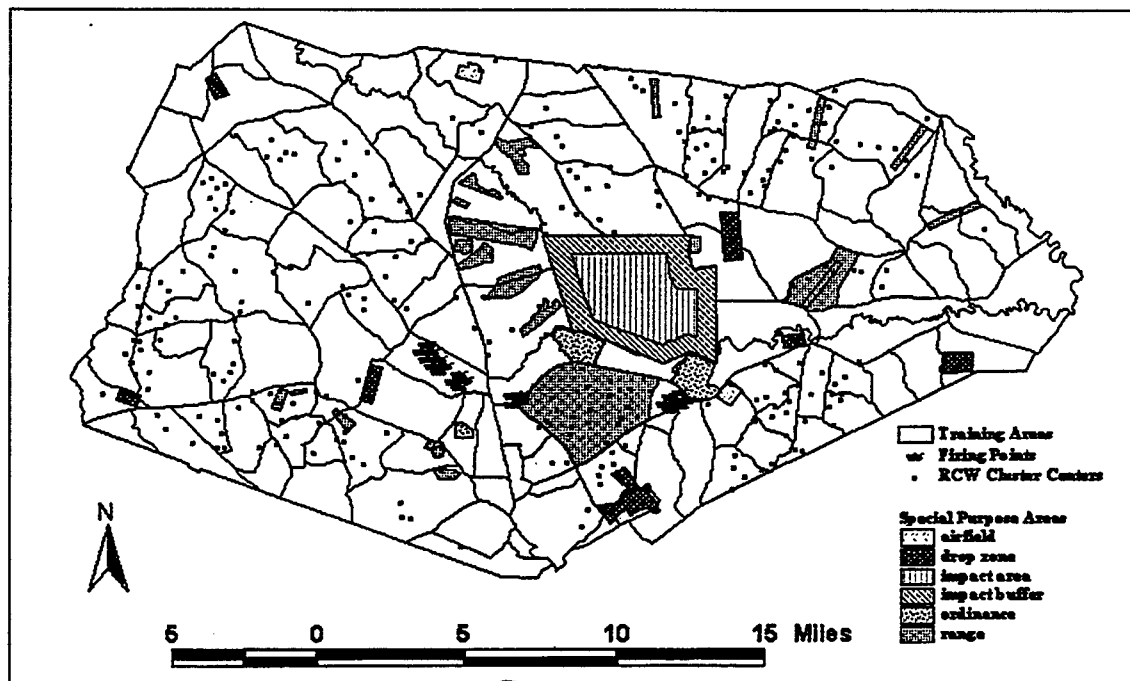 Training Areas
Firing Points
RCW Cluster Centers
Special Purpose Areas
airfield
drop zone
impact area
impact buffer
ordinance
range
N
5 0 5 10 15 Miles